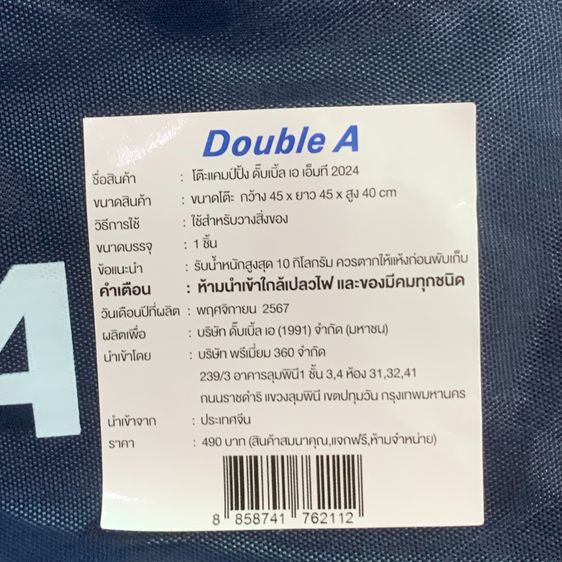 Double A
ชื่อสินค้า : โต๊ะแคมป์ปิ้ง ดั๊บเบิ้ล เอ เอ็มที 2024
ขนาดสินค้า : ขนาดโต๊ะ กว้าง 45 x ยาว 45 x สูง 40 cm
วิธีการใช้ : ใช้สำหรับวางสิ่งของ
ขนาดบรรจุ : 1 ชิ้น
ข้อแนะนำ : รับน้ำหนักสูงสุด 10 กิโลกรัม ควรตากให้แห้งก่อนพับเก็บ
คำเตือน : ห้ามนำเข้าใกล้เปลวไฟ และของมีคมทุกชนิด
วันเดือนปีที่ผลิต : พฤศจิกายน 2567
ผลิตเพื่อ : บริษัท ดั๊บเบิ้ล เอ (1991) จำกัด (มหาชน)
นำเข้าโดย : บริษัท พรีเมี่ยม 360 จำกัด
239/3 อาคารลุมพินี1 ชั้น 3,4 ห้อง 31,32,41
ถนนราชดำริ แขวงลุมพินี เขตปทุมวัน กรุงเทพมหานคร
นำเข้าจาก : ประเทศจีน
ราคา : 490 บาท (สินค้าสมนาคุณ,แจกฟรี,ห้ามจำหน่าย)
8 858741 762112
A